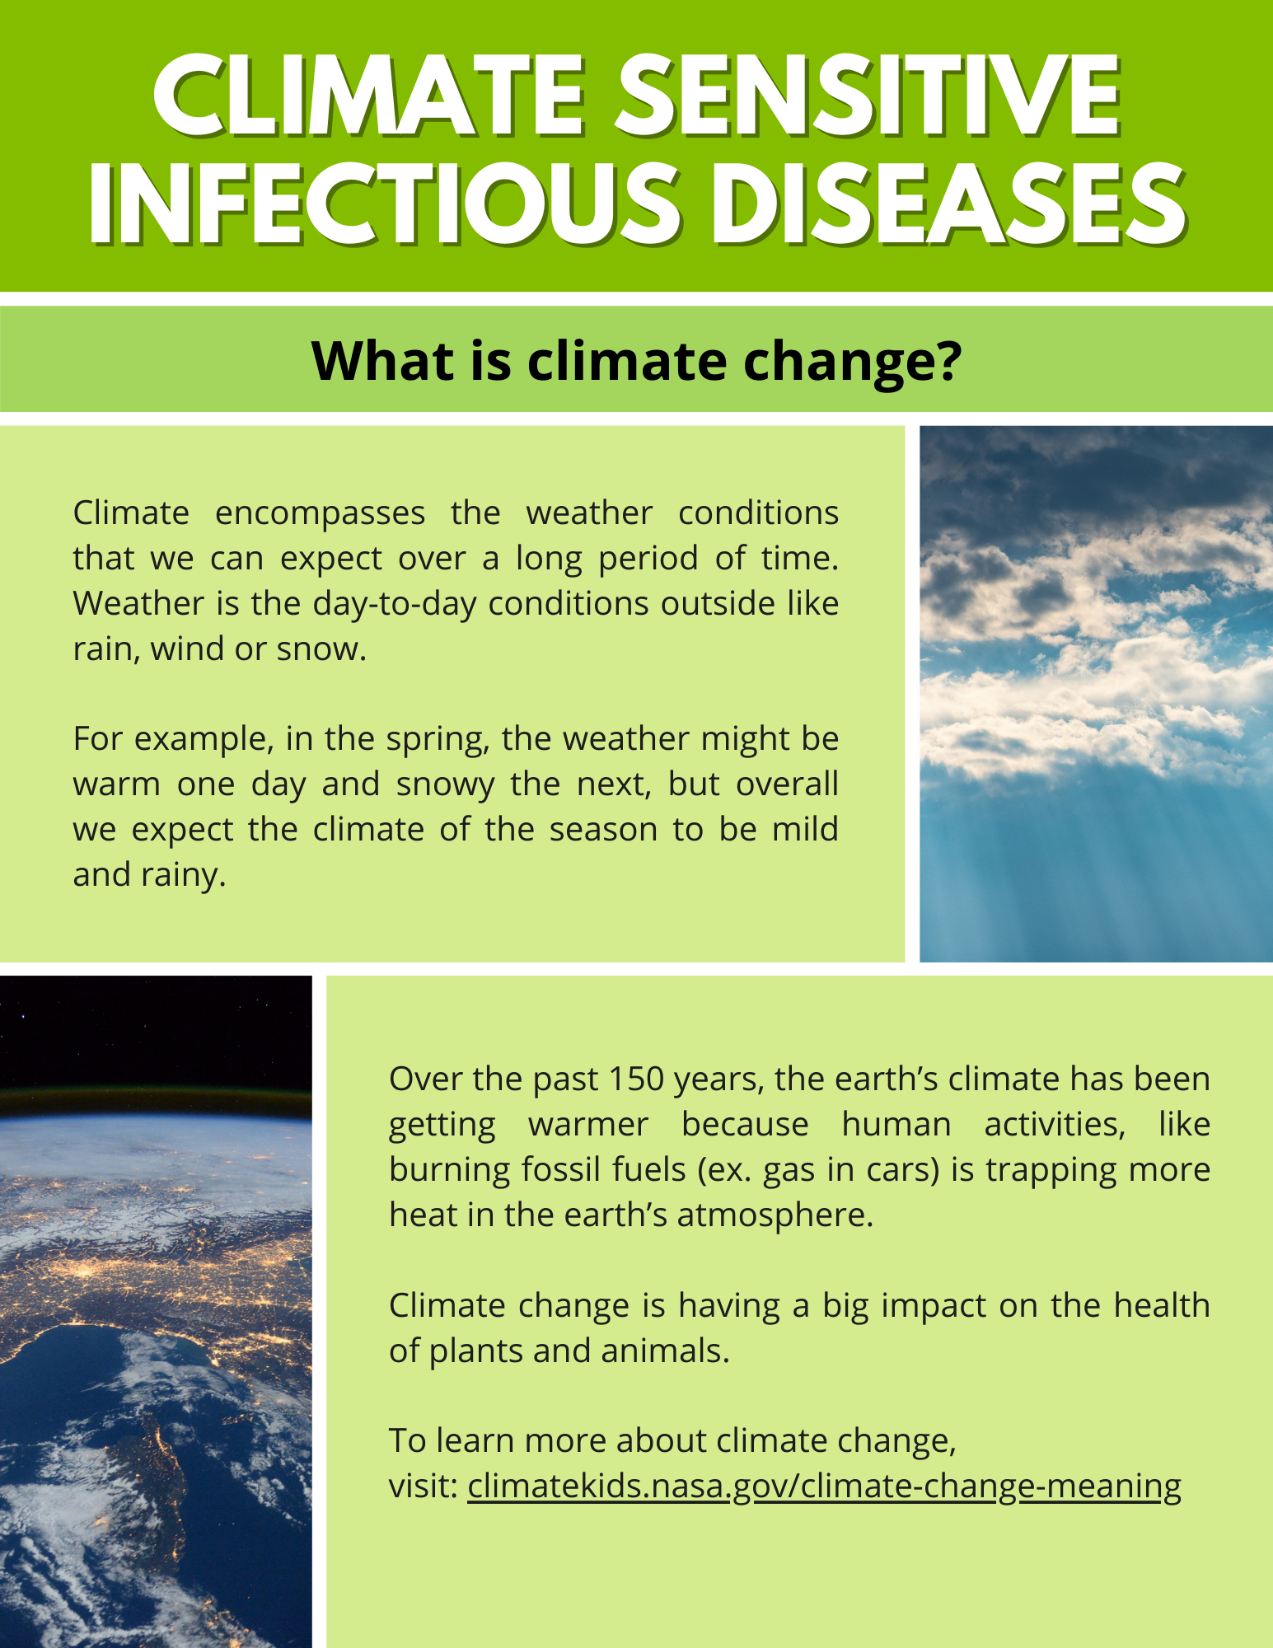 CLIMATE SENSITIVE
INFECTIOUS DISEASES
What is climate change?
Climate encompasses the weather conditions
that we can expect over a long period of time.
Weather is the day-to-day conditions outside like
rain, wind or snow.
For example, in the spring, the weather might be
warm one day and snowy the next, but overall
we expect the climate of the season to be mild
and rainy.
Over the past 150 years, the earth’s climate has been
getting warmer because human activities, like
burning fossil fuels (ex. gas in cars) is trapping more
heat in the earth’s atmosphere.
Climate change is having a big impact on the health
of plants and animals.
To learn more about climate change,
visit: climatekids.nasa.gov/climate-change-meaning